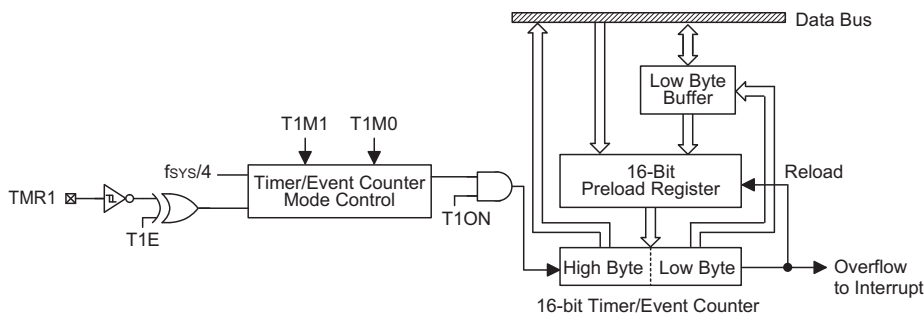 Data Bus
Low Byte
Buffer
T1M1
T1M0
fSYS/4
Timer/Event Counter
Mode Control
16-Bit
Preload Register
Reload
TMR1
T1E
T1ON
High Byte
Low Byte
Overflow
to Interrupt
16-bit Timer/Event Counter